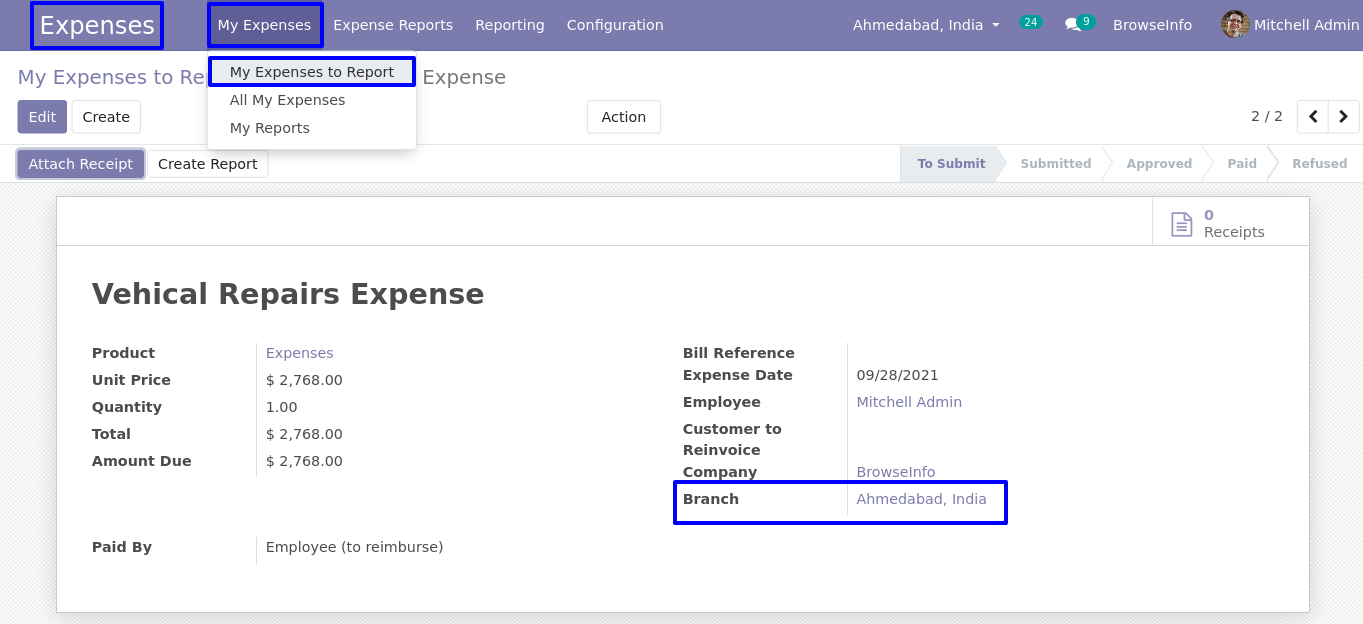 Expenses My Expenses Expense Reports Reporting Configuration Ahmedabad, India 24 9 BrowseInfo Mitchell Admin
My Expenses to Report
My Expenses to Re Expense
All My Expenses
My Reports
Edit Create Action 2 / 2
Attach Receipt Create Report To Submit Submitted Approved Paid Refused
0
Receipts
Vehical Repairs Expense
Product Expenses
Unit Price $ 2,768.00
Quantity 1.00
Total $ 2,768.00
Amount Due $ 2,768.00
Paid By Employee (to reimburse)
Bill Reference
Expense Date 09/28/2021
Employee Mitchell Admin
Customer to
Reinvoice
Company BrowseInfo
Branch Ahmedabad, India